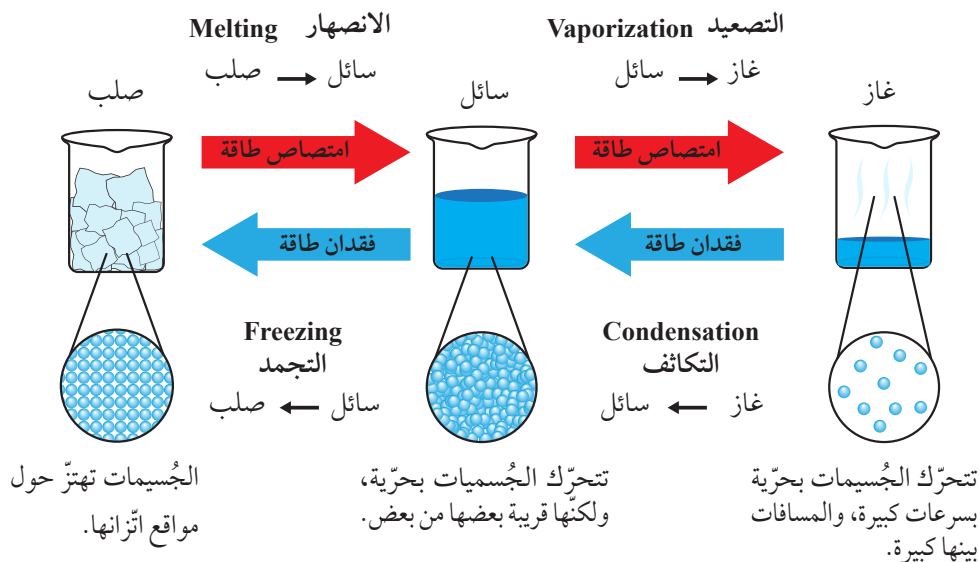 الانصهار Melting
صلب → سائل
التصعيد Vaporization
سائل → غاز
صلب
سائل
غاز
امتصاص طاقة
امتصاص طاقة
فقدان طاقة
فقدان طاقة
Freezing
التجمد
سائل ← صلب
Condensation
التكاثف
غاز ← سائل
الجُسيمات تهتزّ حول
مواقع اتّزانها.
تتحرّك الجُسميات بحرّية،
ولكنّها قريبة بعضها من بعض.
تتحرّك الجُسيمات بحرّية
بسرعات كبيرة، والمسافات
بينها كبيرة.